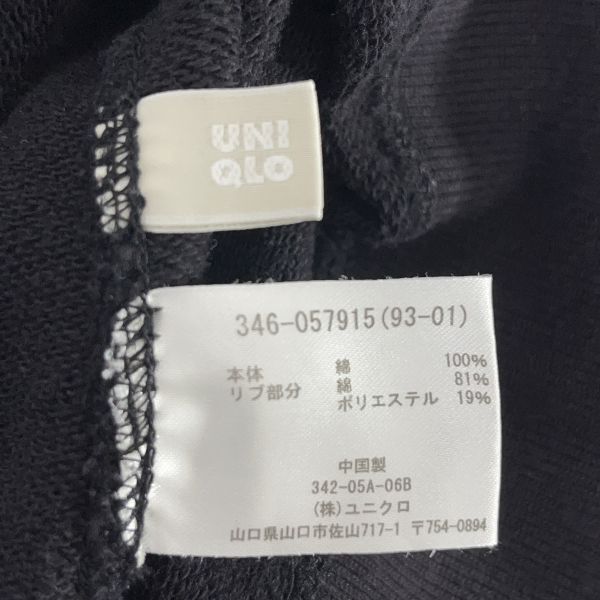 UNI
QLO
346-057915(93-01)
本体 綿 100%
リブ部分 綿 81%
ポリエステル 19%
中国製
342-05A-06B
(株)ユニクロ
山口県山口市佐山717-1 〒754-0894